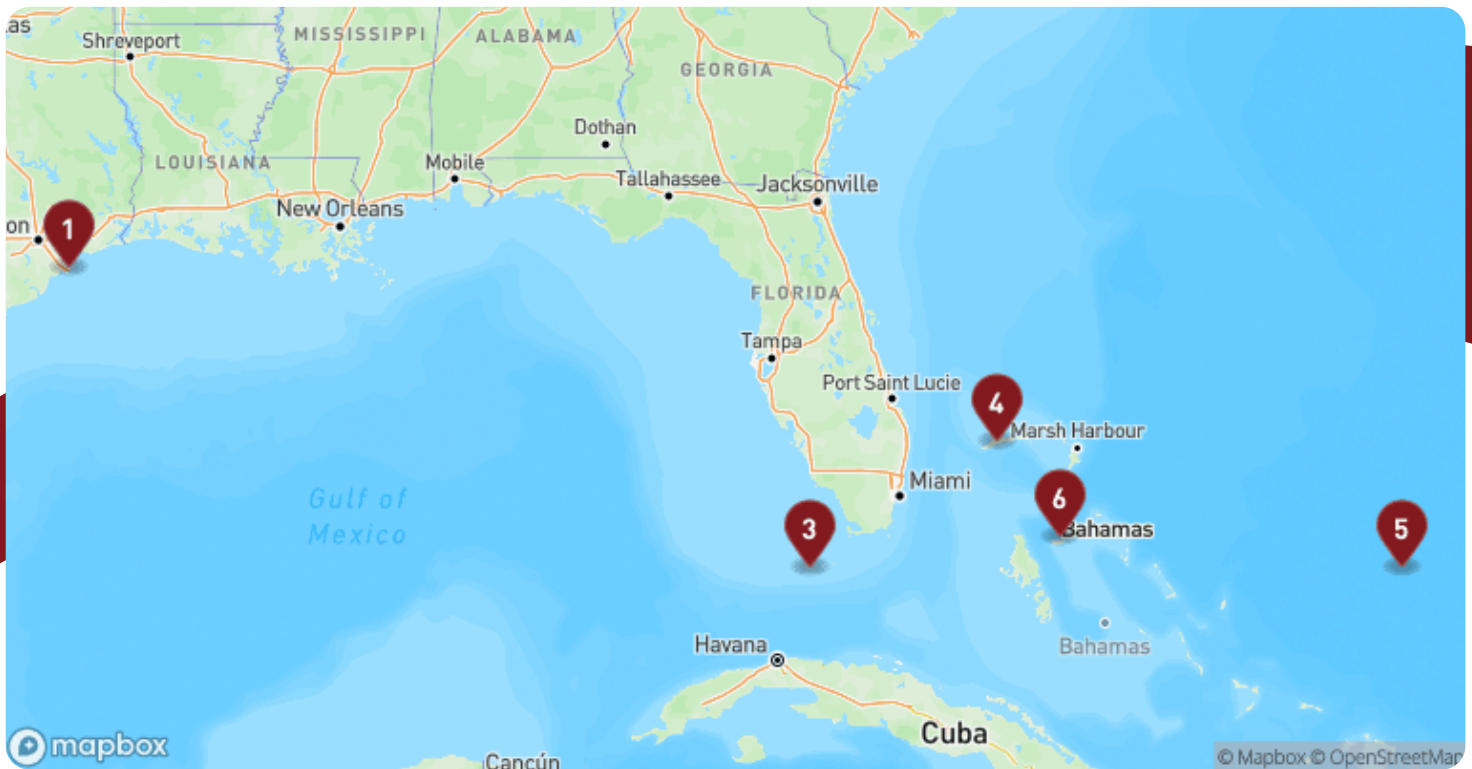 as
Shreveport
MISSISSIPPI
ALABAMA
GEORGIA
Dothan
LOUISIANA
Mobile
Tallahassee
Jacksonville
New Orleans
on
1
FLORIDA
Tampa
Port Saint Lucie
4
Marsh Harbour
Miami
Gulf of
Mexico
3
6
Bahamas
5
Havana
Bahamas
Cuba
Cancún
mapbox
© Mapbox © OpenStreetMap